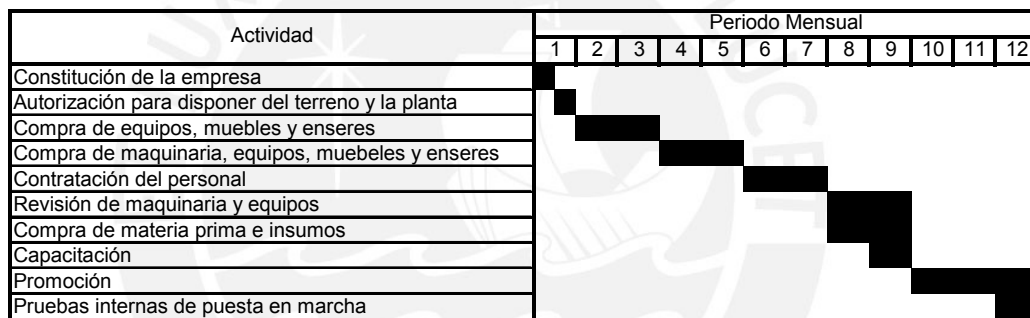 Actividad
Periodo Mensual
1 2 3 4 5 6 7 8 9 10 11 12
Constitución de la empresa
Autorización para disponer del terreno y la planta
Compra de equipos, muebles y enseres
Compra de maquinaria, equipos, muebeles y enseres
Contratación del personal
Revisión de maquinaria y equipos
Compra de materia prima e insumos
Capacitación
Promoción
Pruebas internas de puesta en marcha